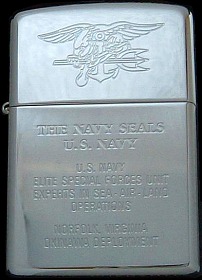 THE NAVY SEALS
U.S. NAVY
U.S. NAVY
ELITE SPECIAL FORCES UNIT
EXPERTS IN SEA-AIR-LAND
OPERATIONS
NORFOLK, VIRGINIA
OKINAWA DEPLOYMENT